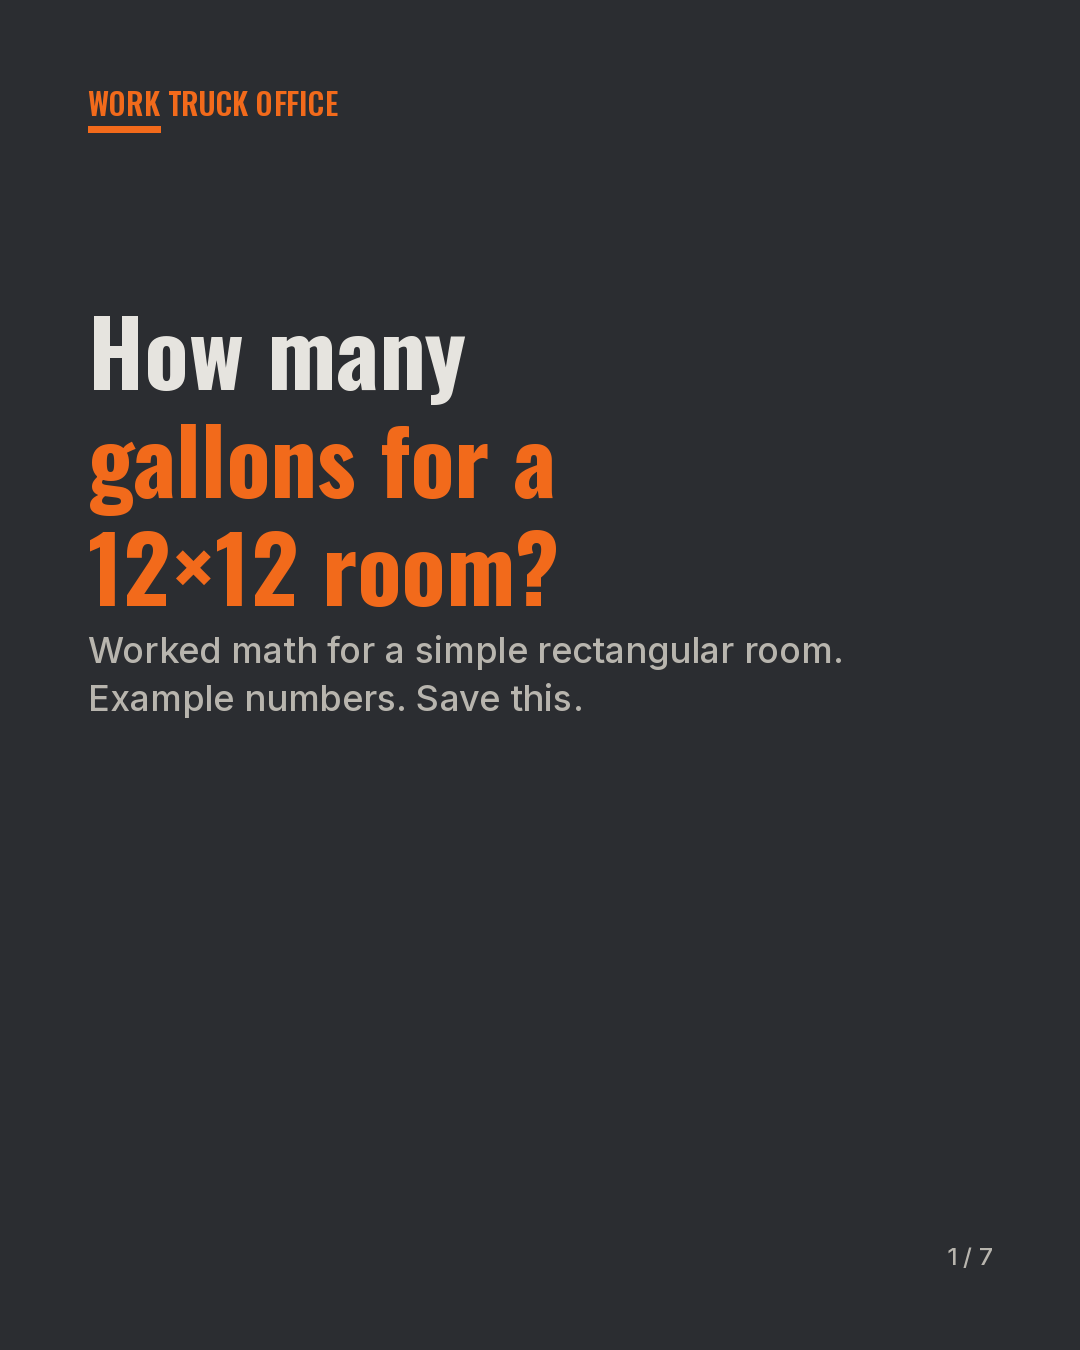 WORK TRUCK OFFICE
How many
gallons for a
12×12 room?
Worked math for a simple rectangular room.
Example numbers. Save this.
1 / 7